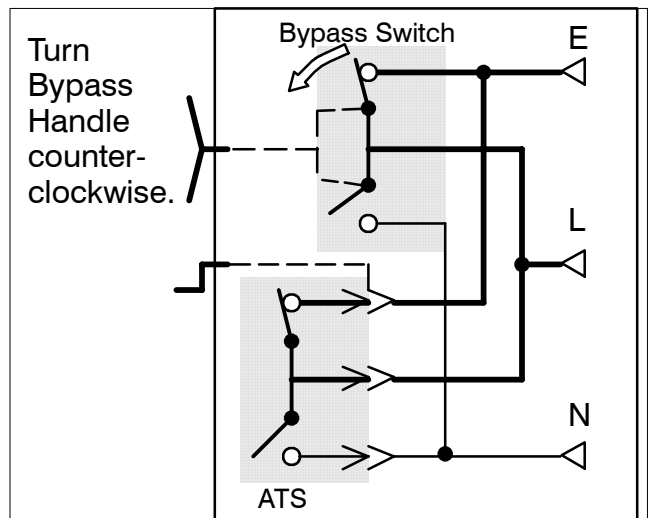 Turn
Bypass
Handle
counter-
clockwise.
Bypass Switch
E
L
N
ATS